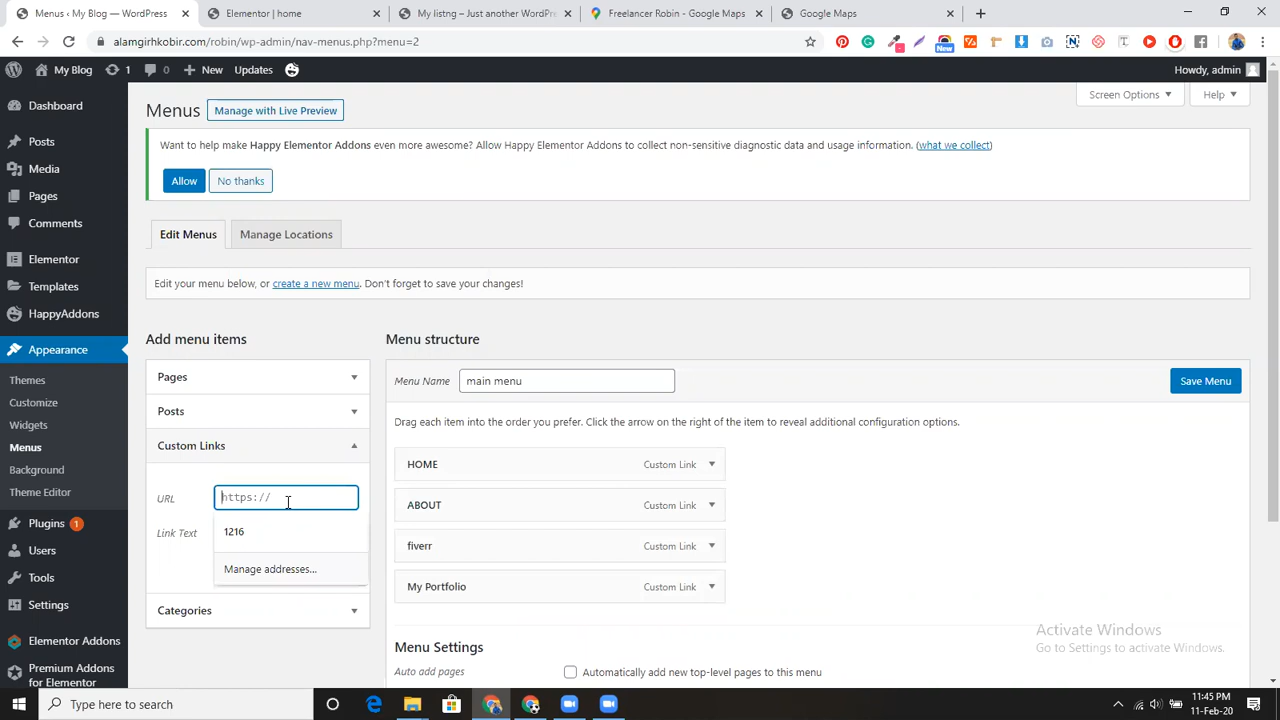 Menus ‹ My Blog — WordPress
Elementor | home
My listng – Just another WordPre
Freelancer Robin - Google Maps
Google Maps
alamgirhkobir.com/robin/wp-admin/nav-menus.php?menu=2
New
My Blog 1 0 New Updates
Howdy, admin
Dashboard
Posts
Media
Pages
Comments
Elementor
Templates
HappyAddons
Appearance
Themes
Customize
Widgets
Menus
Background
Theme Editor
Plugins 1
Users
Tools
Settings
Elementor Addons
Premium Addons
for Elementor
Menus Manage with Live Preview
Screen Options Help
Want to help make Happy Elementor Addons even more awesome? Allow Happy Elementor Addons to collect non-sensitive diagnostic data and usage information. (what we collect)
Allow No thanks
Edit Menus Manage Locations
Edit your menu below, or create a new menu. Don't forget to save your changes!
Add menu items
Pages
Posts
Custom Links
URL https://
1216
Link Text
Manage addresses...
Categories
Menu structure
Menu Name main menu Save Menu
Drag each item into the order you prefer. Click the arrow on the right of the item to reveal additional configuration options.
HOME Custom Link
ABOUT Custom Link
fiverr Custom Link
My Portfolio Custom Link
Menu Settings
Auto add pages Automatically add new top-level pages to this menu
Activate Windows
Go to Settings to activate Windows.
Type here to search
11:45 PM
11-Feb-20